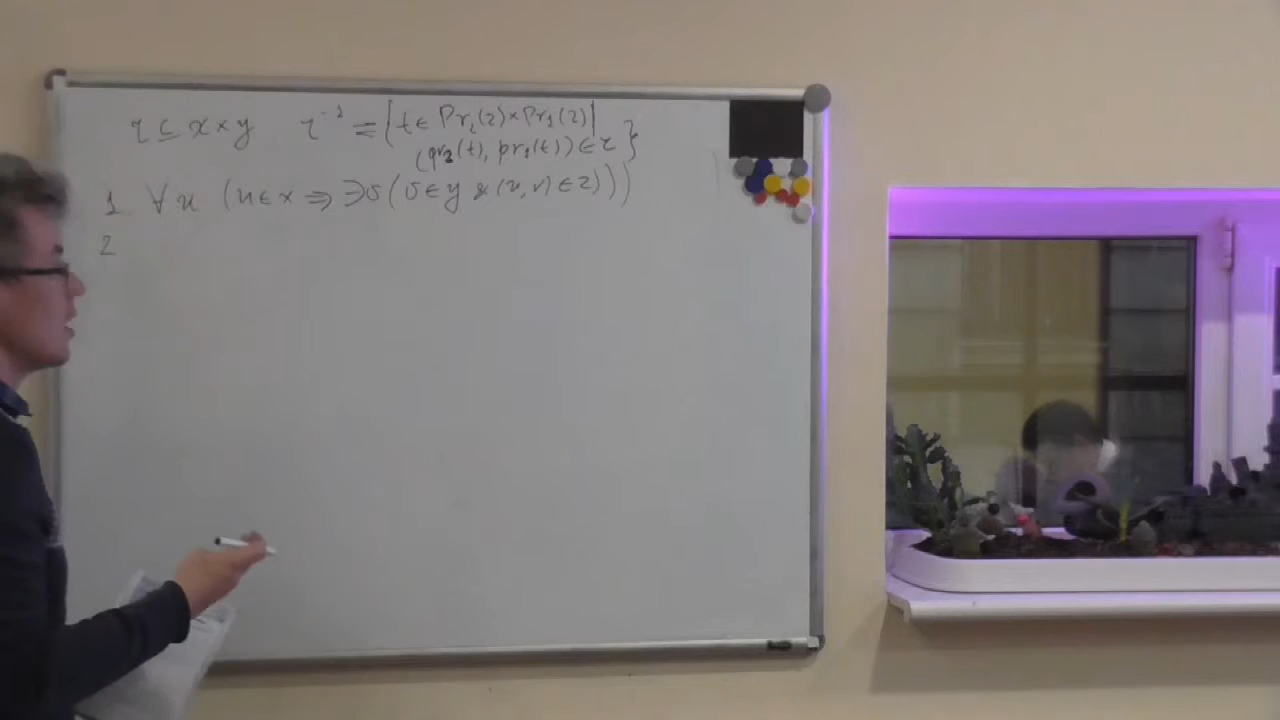 r ⊆ x × y   r⁻¹ = {t ∈ Pr₂(r) × Pr₁(r) |
(pr₂(t), pr₁(t)) ∈ r }
1 ∀u (u ∈ x ⇒ ∃v (v ∈ y & (u, v) ∈ r)))
2